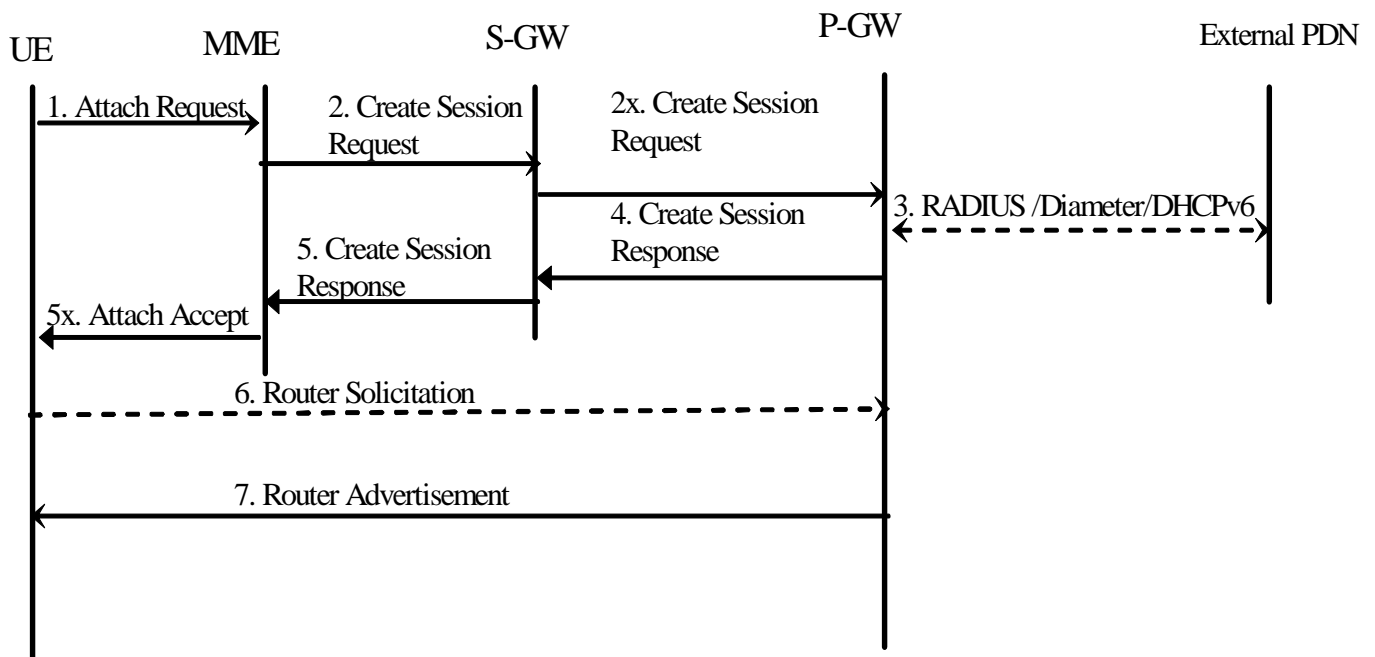 UE
MME
S-GW
P-GW
External PDN
1. Attach Request
2. Create Session
Request
2x. Create Session
Request
3. RADIUS /Diameter/DHCPv6
4. Create Session
Response
5. Create Session
Response
5x. Attach Accept
6. Router Solicitation
7. Router Advertisement